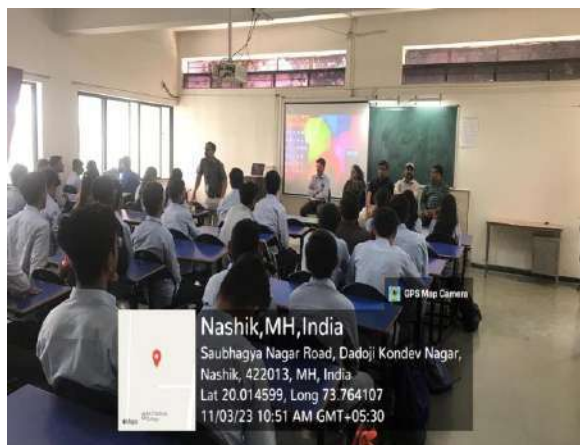 GPS Map Camera
Nashik,MH,India
Saubhagya Nagar Road, Dadoji Kondev Nagar,
Nashik, 422013, MH, India
Lat 20.014599, Long 73.764107
11/03/23 10:51 AM GMT+05:30